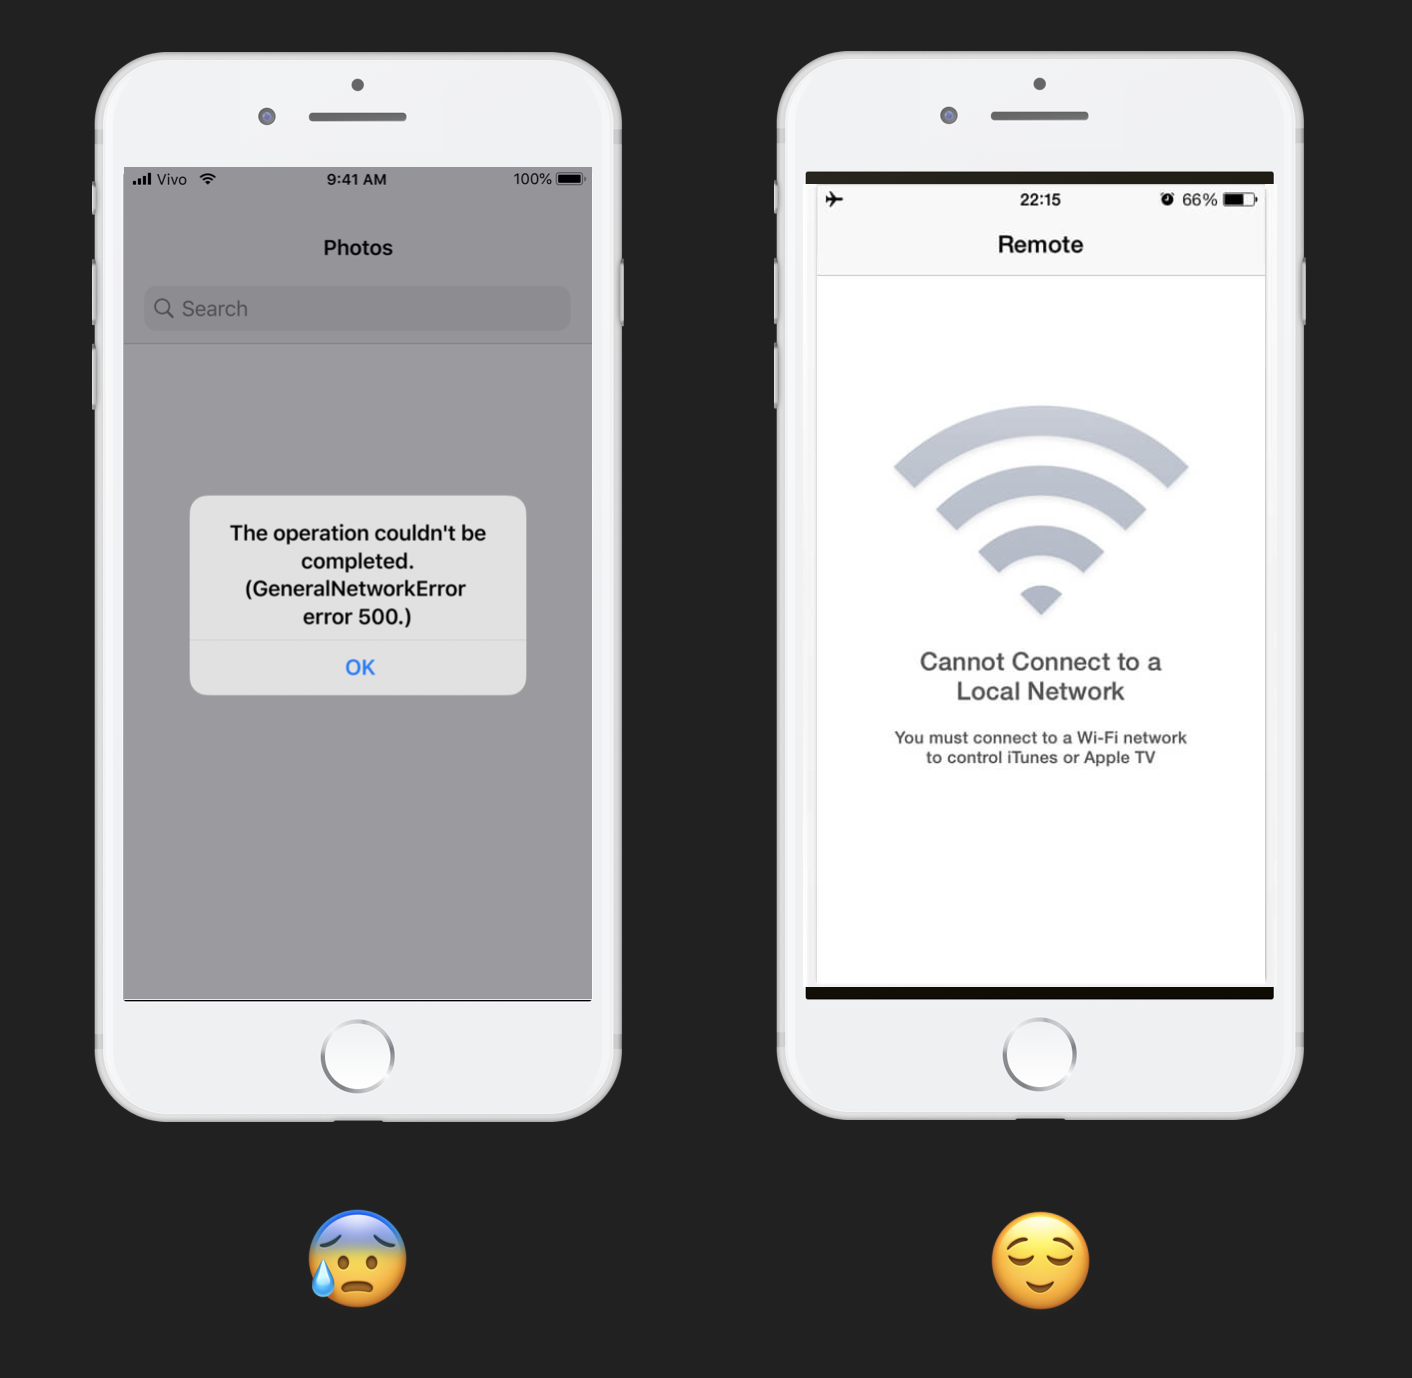 Vivo 9:41 AM 100%
Photos
Search
The operation couldn't be
completed.
(GeneralNetworkError
error 500.)
OK
22:15 66%
Remote
Cannot Connect to a
Local Network
You must connect to a Wi-Fi network
to control iTunes or Apple TV